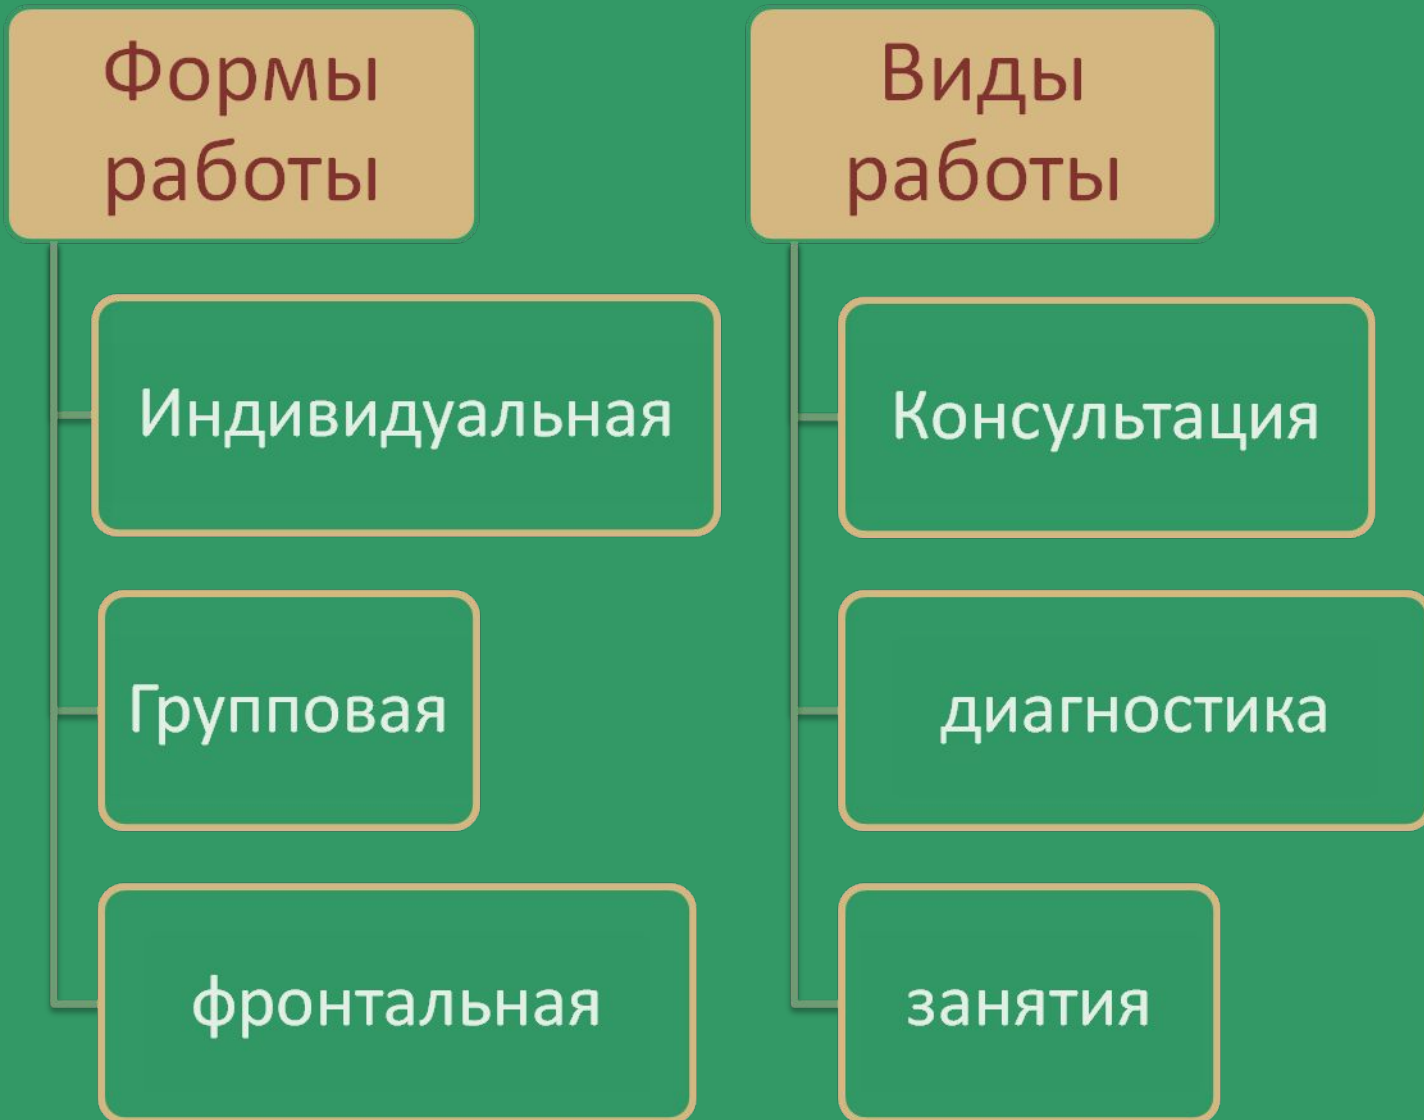 Формы
работы
Индивидуальная
Групповая
фронтальная
Виды
работы
Консультация
диагностика
занятия